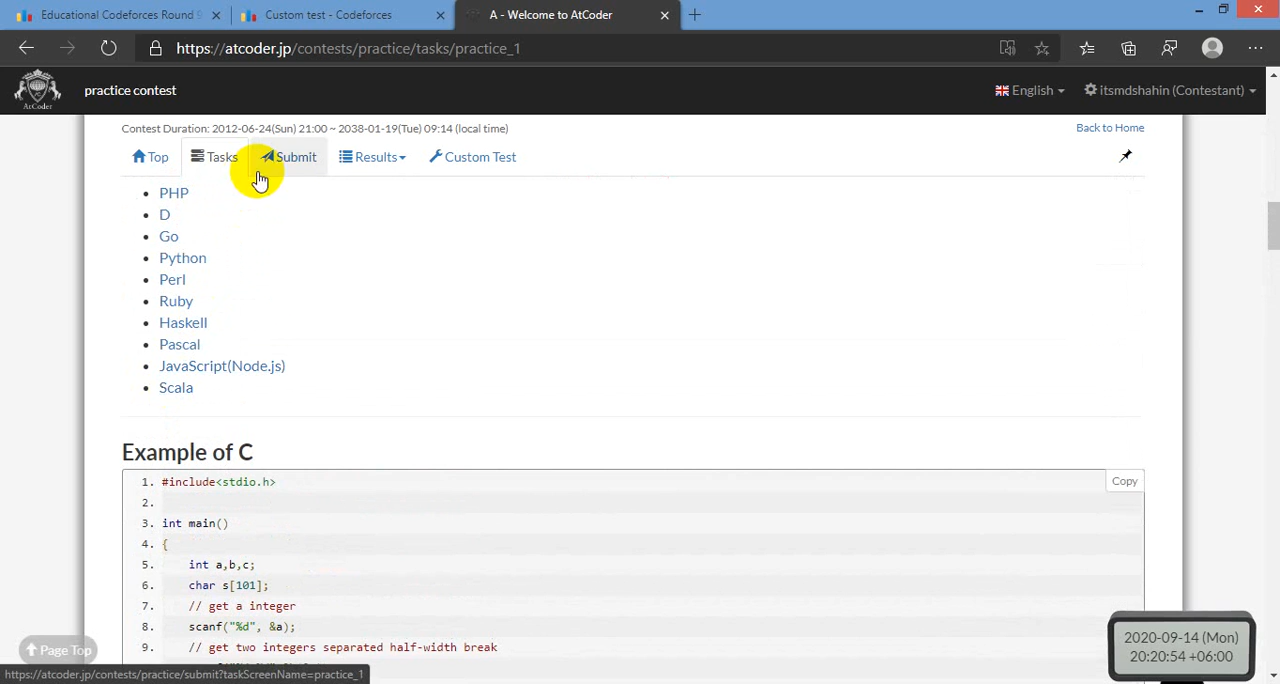 Educational Codeforces Round 9
Custom test - Codeforces
A - Welcome to AtCoder
https://atcoder.jp/contests/practice/tasks/practice_1
AtCoder
practice contest
English
itsmdshahin (Contestant)
Contest Duration: 2012-06-24(Sun) 21:00 ~ 2038-01-19(Tue) 09:14 (local time)
Back to Home
Top
Tasks
Submit
Results
Custom Test
PHP
D
Go
Python
Perl
Ruby
Haskell
Pascal
JavaScript(Node.js)
Scala
Example of C
Copy
1. #include<stdio.h>
2.
3. int main()
4. {
5. int a,b,c;
6. char s[101];
7. // get a integer
8. scanf("%d", &a);
9. // get two integers separated half-width break
Page Top
https://atcoder.jp/contests/practice/submit?taskScreenName=practice_1
2020-09-14 (Mon)
20:20:54 +06:00